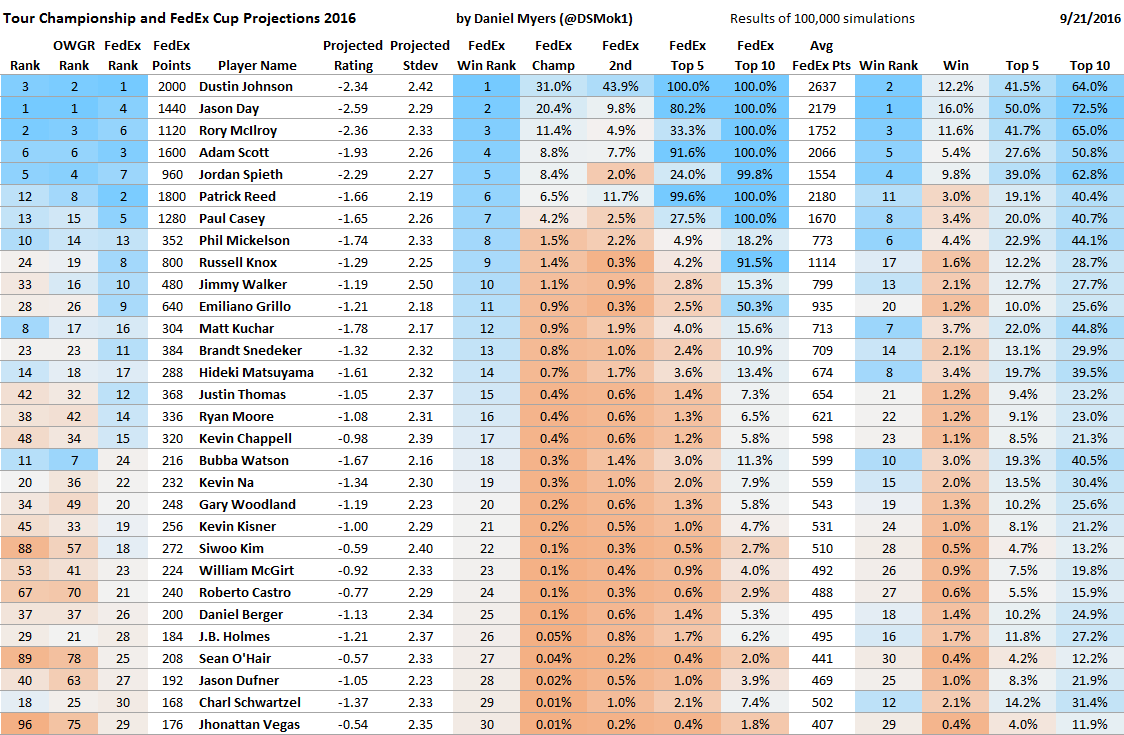 Tour Championship and FedEx Cup Projections 2016 by Daniel Myers (@DSMok1) Results of 100,000 simulations 9/21/2016
OWGR FedEx FedEx Projected Projected FedEx FedEx FedEx FedEx FedEx Avg
Rank Rank Rank Points Player Name Rating Stdev Win Rank Champ 2nd Top 5 Top 10 FedEx Pts Win Rank Win Top 5 Top 10
3 2 1 2000 Dustin Johnson -2.34 2.42 1 31.0% 43.9% 100.0% 100.0% 2637 2 12.2% 41.5% 64.0%
1 1 4 1440 Jason Day -2.59 2.29 2 20.4% 9.8% 80.2% 100.0% 2179 1 16.0% 50.0% 72.5%
2 3 6 1120 Rory McIlroy -2.36 2.33 3 11.4% 4.9% 33.3% 100.0% 1752 3 11.6% 41.7% 65.0%
6 6 3 1600 Adam Scott -1.93 2.26 4 8.8% 7.7% 91.6% 100.0% 2066 5 5.4% 27.6% 50.8%
5 4 7 960 Jordan Spieth -2.29 2.27 5 8.4% 2.0% 24.0% 99.8% 1554 4 9.8% 39.0% 62.8%
12 8 2 1800 Patrick Reed -1.66 2.19 6 6.5% 11.7% 99.6% 100.0% 2180 11 3.0% 19.1% 40.4%
13 15 5 1280 Paul Casey -1.65 2.26 7 4.2% 2.5% 27.5% 100.0% 1670 8 3.4% 20.0% 40.7%
10 14 13 352 Phil Mickelson -1.74 2.33 8 1.5% 2.2% 4.9% 18.2% 773 6 4.4% 22.9% 44.1%
24 19 8 800 Russell Knox -1.29 2.25 9 1.4% 0.3% 4.2% 91.5% 1114 17 1.6% 12.2% 28.7%
33 16 10 480 Jimmy Walker -1.19 2.50 10 1.1% 0.9% 2.8% 15.3% 799 13 2.1% 12.7% 27.7%
28 26 9 640 Emiliano Grillo -1.21 2.18 11 0.9% 0.3% 2.5% 50.3% 935 20 1.2% 10.0% 25.6%
8 17 16 304 Matt Kuchar -1.78 2.17 12 0.9% 1.9% 4.0% 15.6% 713 7 3.7% 22.0% 44.8%
23 23 11 384 Brandt Snedeker -1.32 2.32 13 0.8% 1.0% 2.4% 10.9% 709 14 2.1% 13.1% 29.9%
14 18 17 288 Hideki Matsuyama -1.61 2.32 14 0.7% 1.7% 3.6% 13.4% 674 8 3.4% 19.7% 39.5%
42 32 12 368 Justin Thomas -1.05 2.37 15 0.4% 0.6% 1.4% 7.3% 654 21 1.2% 9.4% 23.2%
38 42 14 336 Ryan Moore -1.08 2.31 16 0.4% 0.6% 1.3% 6.5% 621 22 1.2% 9.1% 23.0%
48 34 15 320 Kevin Chappell -0.98 2.39 17 0.4% 0.6% 1.2% 5.8% 598 23 1.1% 8.5% 21.3%
11 7 24 216 Bubba Watson -1.67 2.16 18 0.3% 1.4% 3.0% 11.3% 599 10 3.0% 19.3% 40.5%
20 36 22 232 Kevin Na -1.34 2.30 19 0.3% 1.0% 2.0% 7.9% 559 15 2.0% 13.5% 30.4%
34 49 20 248 Gary Woodland -1.19 2.23 20 0.2% 0.6% 1.3% 5.8% 543 19 1.3% 10.2% 25.6%
45 33 19 256 Kevin Kisner -1.00 2.29 21 0.2% 0.5% 1.0% 4.7% 531 24 1.0% 8.1% 21.2%
88 57 18 272 Siwoo Kim -0.59 2.40 22 0.1% 0.3% 0.5% 2.7% 510 28 0.5% 4.7% 13.2%
53 41 23 224 William McGirt -0.92 2.33 23 0.1% 0.4% 0.9% 4.0% 492 26 0.9% 7.5% 19.8%
67 70 21 240 Roberto Castro -0.77 2.29 24 0.1% 0.3% 0.6% 2.9% 488 27 0.6% 5.5% 15.9%
37 37 26 200 Daniel Berger -1.13 2.34 25 0.1% 0.6% 1.4% 5.3% 495 18 1.4% 10.2% 24.9%
29 21 28 184 J.B. Holmes -1.21 2.37 26 0.05% 0.8% 1.7% 6.2% 495 16 1.7% 11.8% 27.2%
89 78 25 208 Sean O'Hair -0.57 2.33 27 0.04% 0.2% 0.4% 2.0% 441 30 0.4% 4.2% 12.2%
40 63 27 192 Jason Dufner -1.05 2.23 28 0.02% 0.5% 1.0% 3.9% 469 25 1.0% 8.3% 21.9%
18 25 30 168 Charl Schwartzel -1.37 2.33 29 0.01% 1.0% 2.1% 7.4% 502 12 2.1% 14.2% 31.4%
96 75 29 176 Jhonattan Vegas -0.54 2.35 30 0.01% 0.2% 0.4% 1.8% 407 29 0.4% 4.0% 11.9%